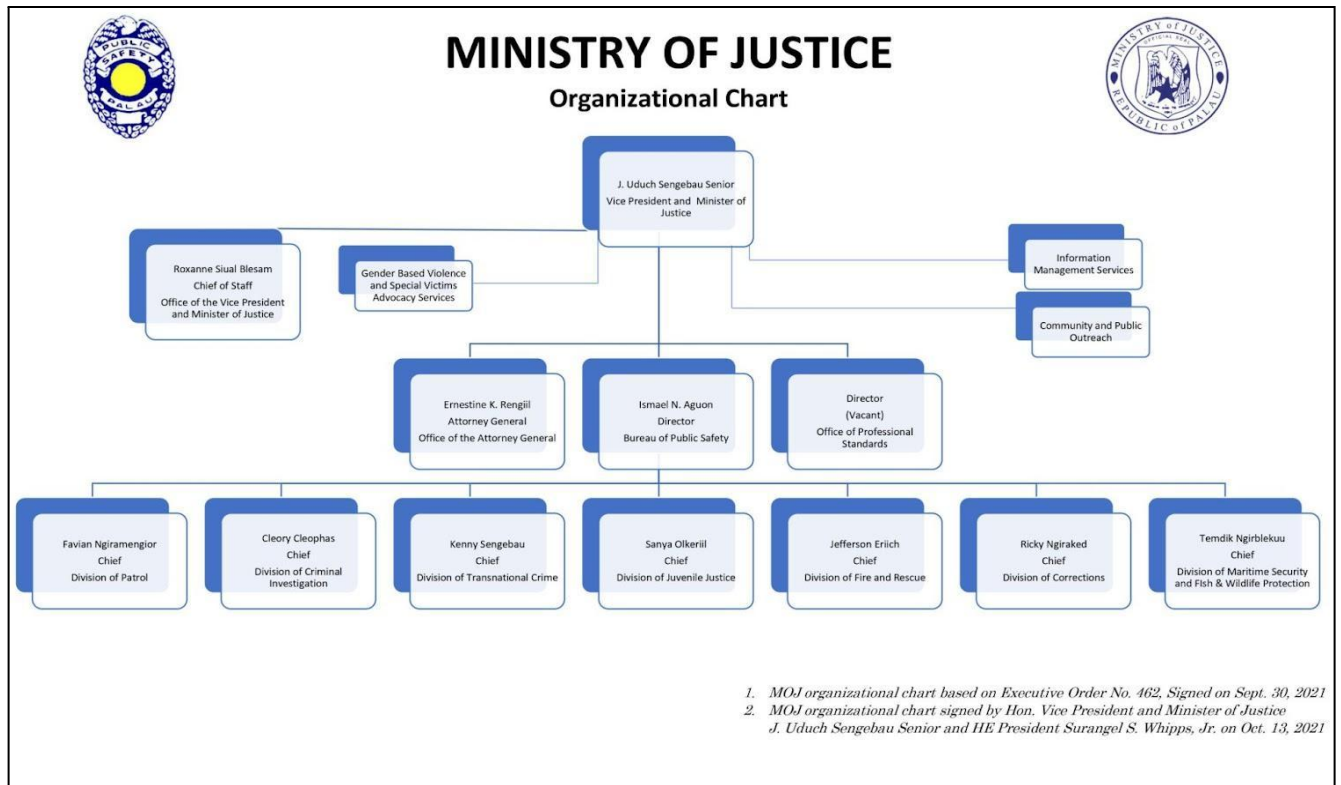 PUBLIC
SAFETY
PALAU
MINISTRY OF JUSTICE
Organizational Chart
MINISTRY of JUSTICE
OFFICIAL SEAL
REPUBLIC of PALAU
J. Uduch Sengebau Senior
Vice President and Minister of
Justice
Roxanne Siual Blesam
Chief of Staff
Office of the Vice President
and Minister of Justice
Gender Based Violence
and Special Victims
Advocacy Services
Information
Management Services
Community and Public
Outreach
Ernestine K. Rengiil
Attorney General
Office of the Attorney General
Ismael N. Aguon
Director
Bureau of Public Safety
Director
(Vacant)
Office of Professional
Standards
Favian Ngiramengior
Chief
Division of Patrol
Cleory Cleophas
Chief
Division of Criminal
Investigation
Kenny Sengebau
Chief
Division of Transnational Crime
Sanya Olkeriil
Chief
Division of Juvenile Justice
Jefferson Eriich
Chief
Division of Fire and Rescue
Ricky Ngiraked
Chief
Division of Corrections
Temdik Ngirblekuu
Chief
Division of Maritime Security
and FIsh & Wildlife Protection
1. MOJ organizational chart based on Executive Order No. 462, Signed on Sept. 30, 2021
2. MOJ organizational chart signed by Hon. Vice President and Minister of Justice
J. Uduch Sengebau Senior and HE President Surangel S. Whipps, Jr. on Oct. 13, 2021